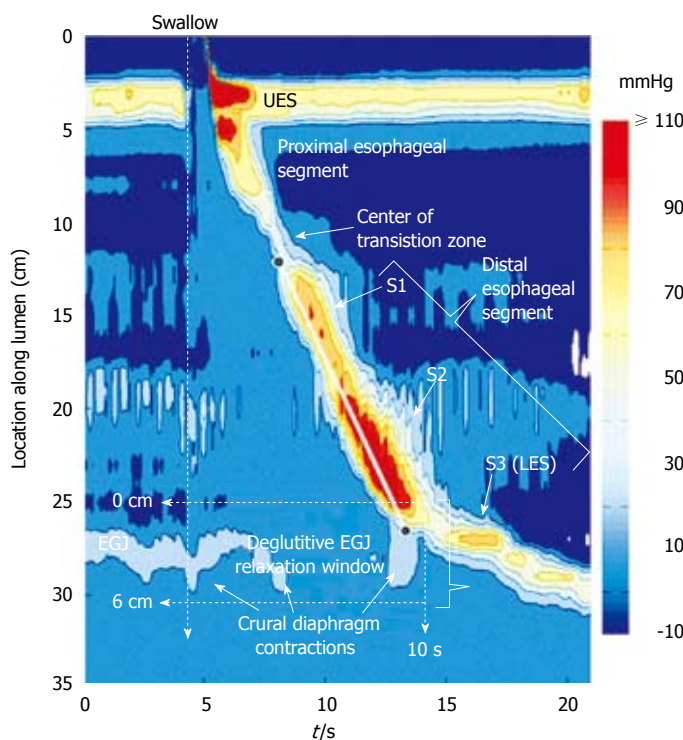 Swallow
mmHg
0
5
10
15
20
25
30
35
Location along lumen (cm)
UES
Proximal esophageal
segment
Center of
transistion zone
S1
Distal
esophageal
segment
S2
S3 (LES)
0 cm
EGJ
Deglutitive EGJ
relaxation window
6 cm
Crural diaphragm
contractions
10 s
0
5
10
15
20
t/s
⩾ 110
90
70
50
30
10
-10